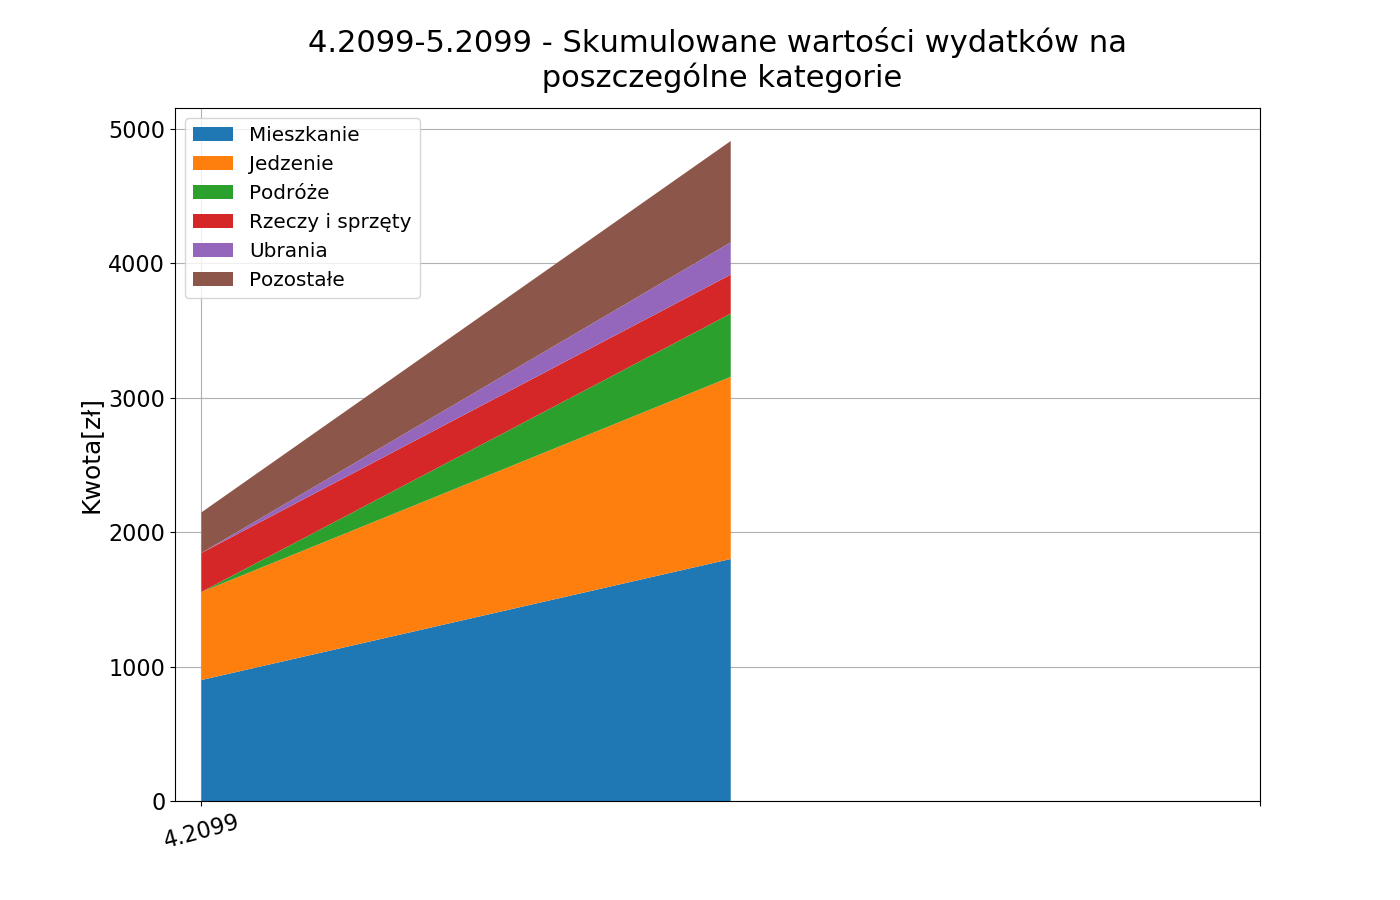 4.2099-5.2099 - Skumulowane wartości wydatków na
poszczególne kategorie
Mieszkanie
Jedzenie
Podróże
Rzeczy i sprzęty
Ubrania
Pozostałe
Kwota[zł]
5000
4000
3000
2000
1000
0
4.2099